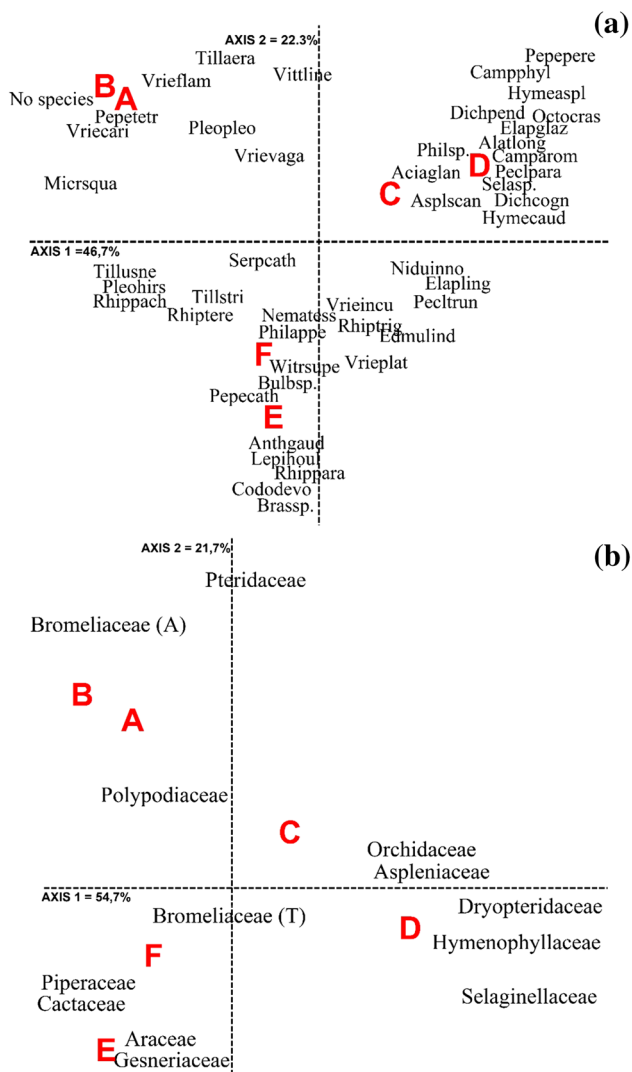 (a)
AXIS 2 = 22.3%
Tillaera
Pepepere
Vittline
Campphyl
B
Vrieflam
No species
A
Hymeaspl
Pepetetr
Dichpend
Octocras
Vriecari
Pleopleo
Elapglaz
Alatlong
Philsp.
Vrievaga
Camparom
D
Aciaglan
Peclpara
Micrsqua
Selasp.
C
Asplscan
Dichcogn
Hymecaud
AXIS 1 =46,7%
Serpcath
Tillusne
Niduinno
Pleohirs
Elapling
Rhippach
Tillstri
Vrieincu
Pecltrun
Rhiptere
Nematess
Rhiptrig
Philappe
Edmulind
F
Witrsupe
Vrieplat
Bulbsp.
Pepecath
E
Anthgaud
Lepihoul
Rhippara
Cododevo
Brassp.
(b)
AXIS 2 = 21,7%
Pteridaceae
Bromeliaceae (A)
B
A
Polypodiaceae
C
Orchidaceae
Aspleniaceae
AXIS 1 = 54,7%
Bromeliaceae (T)
Dryopteridaceae
D
Hymenophyllaceae
F
Piperaceae
Cactaceae
Selaginellaceae
Araceae
E
Gesneriaceae